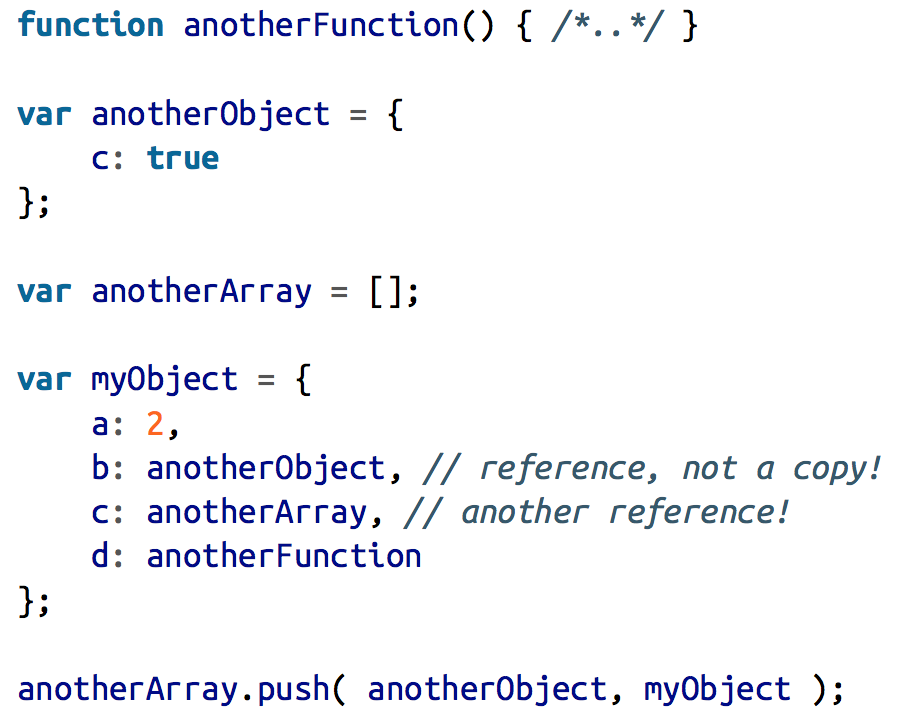 function anotherFunction() { /*..*/ }
var anotherObject = {
    c: true
};
var anotherArray = [];
var myObject = {
    a: 2,
    b: anotherObject, // reference, not a copy!
    c: anotherArray, // another reference!
    d: anotherFunction
};
anotherArray.push( anotherObject, myObject );